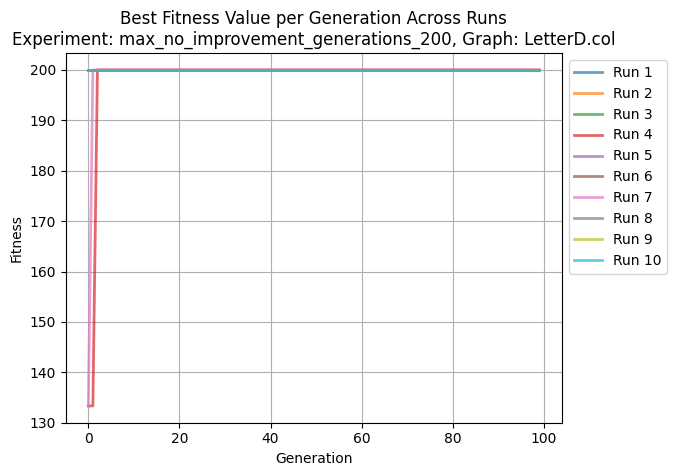 Best Fitness Value per Generation Across Runs
Experiment: max_no_improvement_generations_200, Graph: LetterD.col
200
190
180
170
160
150
140
130
Fitness
0 20 40 60 80 100
Generation
Run 1
Run 2
Run 3
Run 4
Run 5
Run 6
Run 7
Run 8
Run 9
Run 10